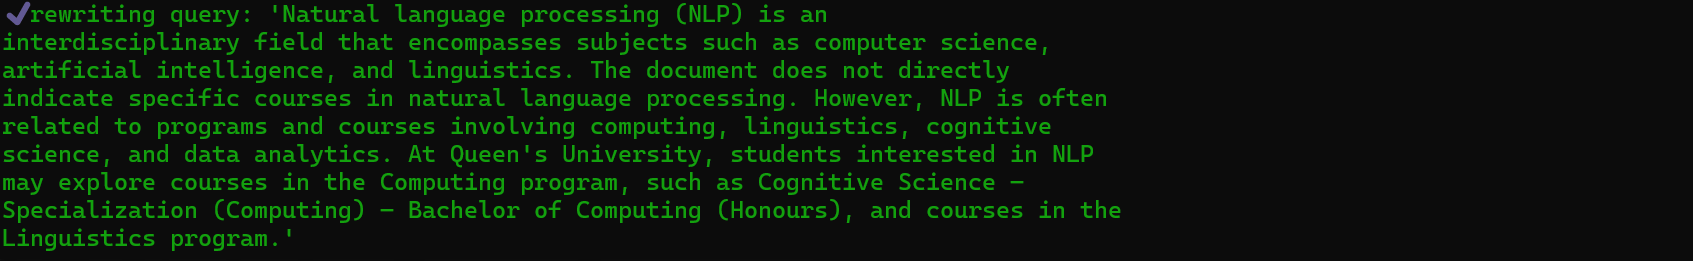 ✔rewriting query: 'Natural language processing (NLP) is an
interdisciplinary field that encompasses subjects such as computer science,
artificial intelligence, and linguistics. The document does not directly
indicate specific courses in natural language processing. However, NLP is often
related to programs and courses involving computing, linguistics, cognitive
science, and data analytics. At Queen's University, students interested in NLP
may explore courses in the Computing program, such as Cognitive Science –
Specialization (Computing) – Bachelor of Computing (Honours), and courses in the
Linguistics program.'